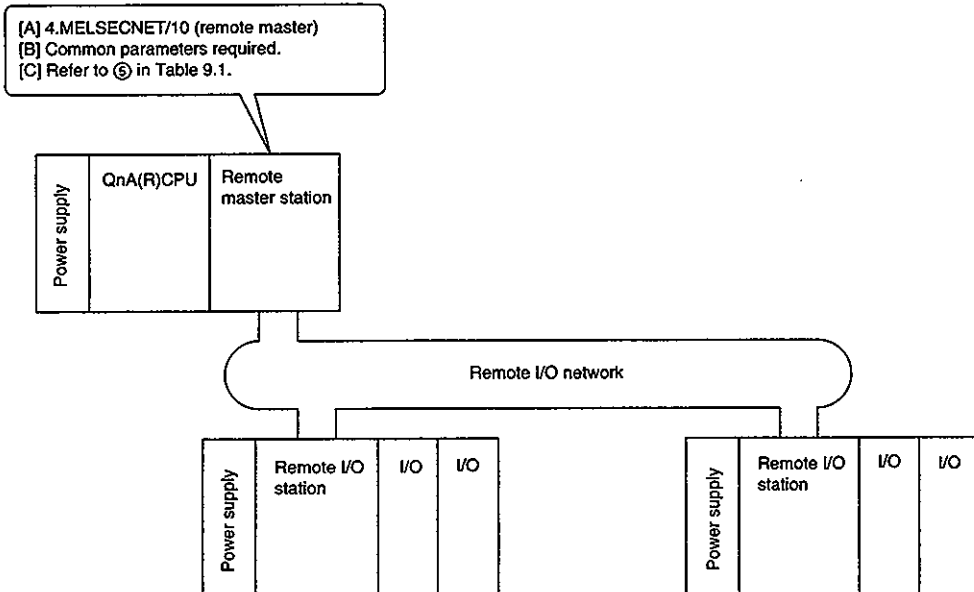 [A] 4.MELSECNET/10 (remote master)
[B] Common parameters required.
[C] Refer to ⑤ in Table 9.1.
Power supply
QnA(R)CPU
Remote
master station
Remote I/O network
Power supply
Remote I/O
station
I/O
I/O
Power supply
Remote I/O
station
I/O
I/O